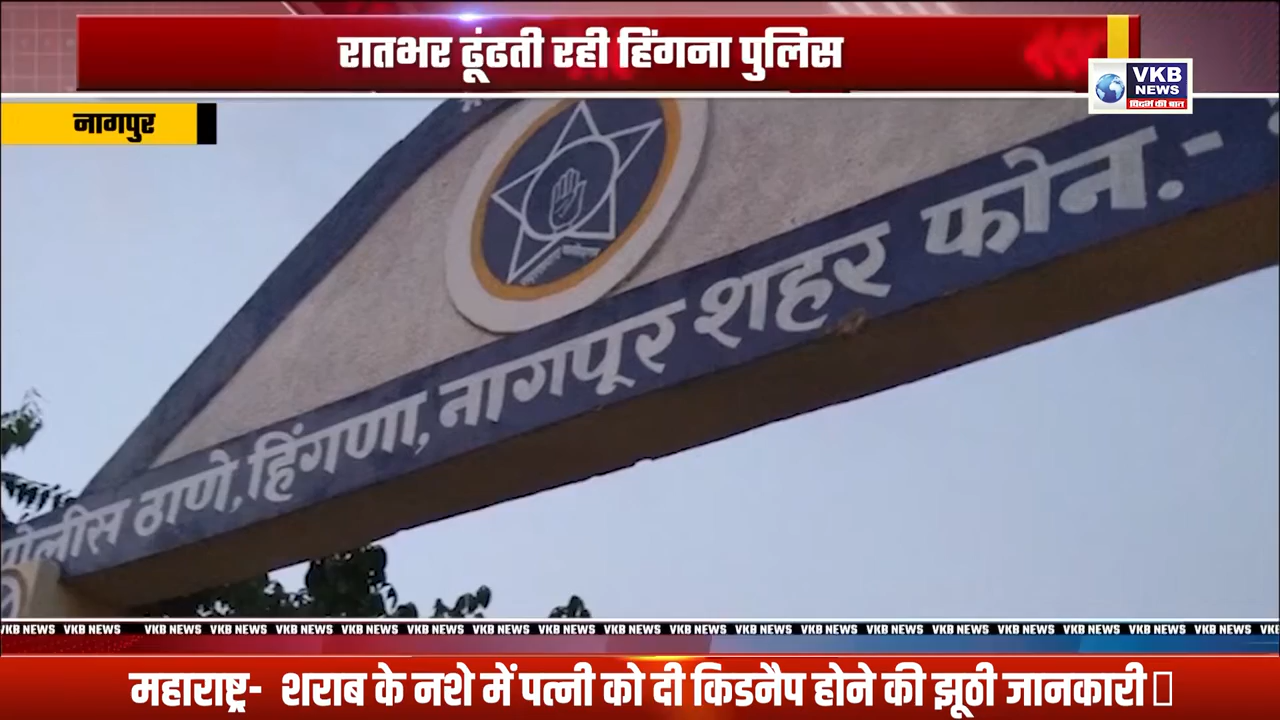 रातभर ढूंढती रही हिंगना पुलिस
VKB
NEWS
विदर्भ की बात
नागपुर
पोलीस ठाणे, हिंगणा, नागपूर शहर फोन.-
VKB NEWS VKB NEWS VKB NEWS VKB NEWS VKB NEWS VKB NEWS VKB NEWS VKB NEWS VKB NEWS VKB NEWS VKB NEWS VKB NEWS VKB NEWS VKB NEWS VKB NEWS VKB NEWS VKB NEWS VKB NEWS VKB NEWS
महाराष्ट्र- शराब के नशे में पत्नी को दी किडनैप होने की झूठी जानकारी